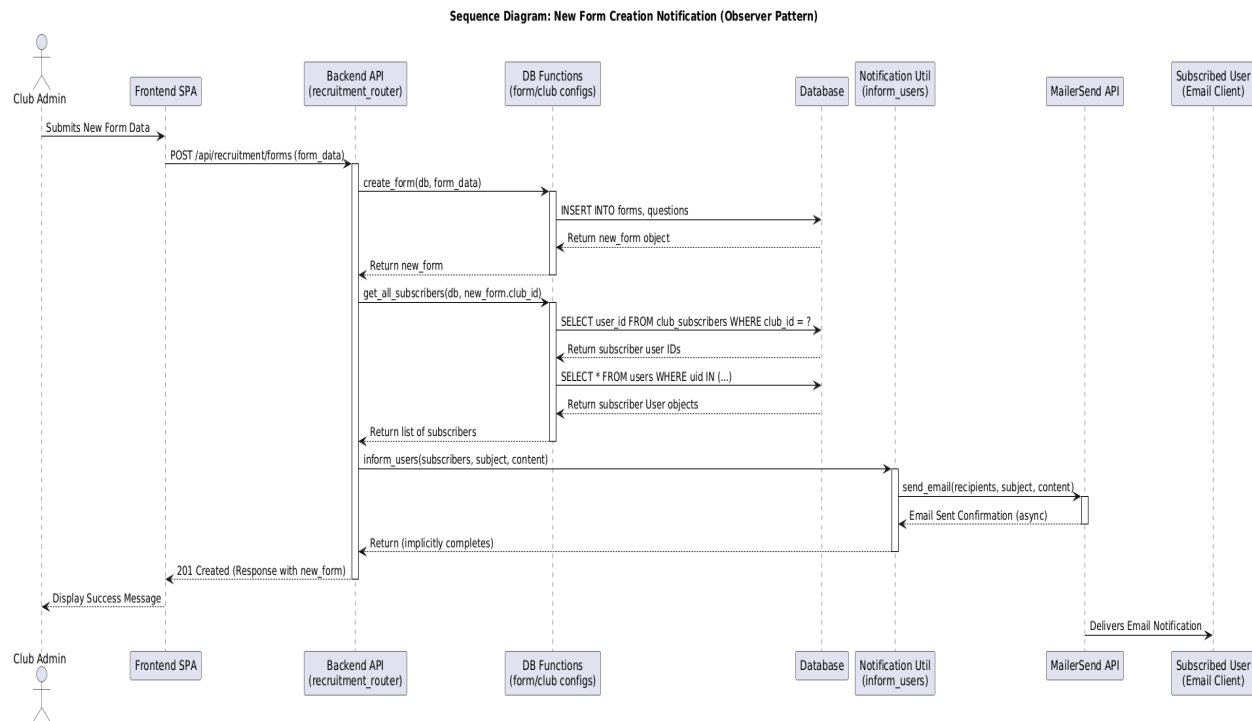 Sequence Diagram: New Form Creation Notification (Observer Pattern)
Club Admin
Frontend SPA
Backend API
(recruitment_router)
DB Functions
(form/club configs)
Database
Notification Util
(inform_users)
MailerSend API
Subscribed User
(Email Client)
Submits New Form Data
POST /api/recruitment/forms (form_data)
create_form(db, form_data)
INSERT INTO forms, questions
Return new_form object
Return new_form
get_all_subscribers(db, new_form.club_id)
SELECT user_id FROM club_subscribers WHERE club_id = ?
Return subscriber user IDs
SELECT * FROM users WHERE uid IN (...)
Return subscriber User objects
Return list of subscribers
inform_users(subscribers, subject, content)
send_email(recipients, subject, content)
Email Sent Confirmation (async)
Return (implicitly completes)
201 Created (Response with new_form)
Display Success Message
Delivers Email Notification
Club Admin
Frontend SPA
Backend API
(recruitment_router)
DB Functions
(form/club configs)
Database
Notification Util
(inform_users)
MailerSend API
Subscribed User
(Email Client)